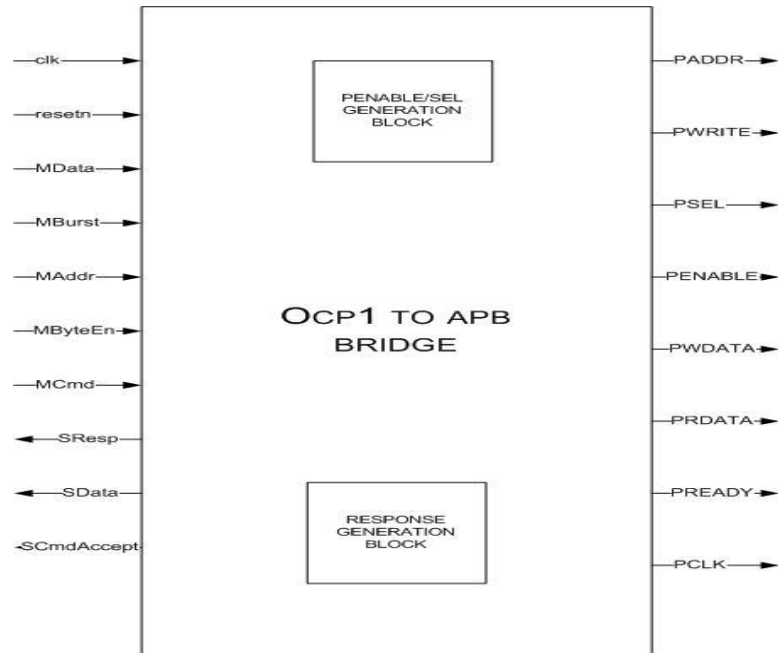 clk
resetn
MData
MBurst
MAddr
MByteEn
MCmd
SResp
SData
SCmdAccept
PENABLE/SEL
GENERATION
BLOCK
OCP1 TO APB
BRIDGE
RESPONSE
GENERATION
BLOCK
PADDR
PWRITE
PSEL
PENABLE
PWDATA
PRDATA
PREADY
PCLK